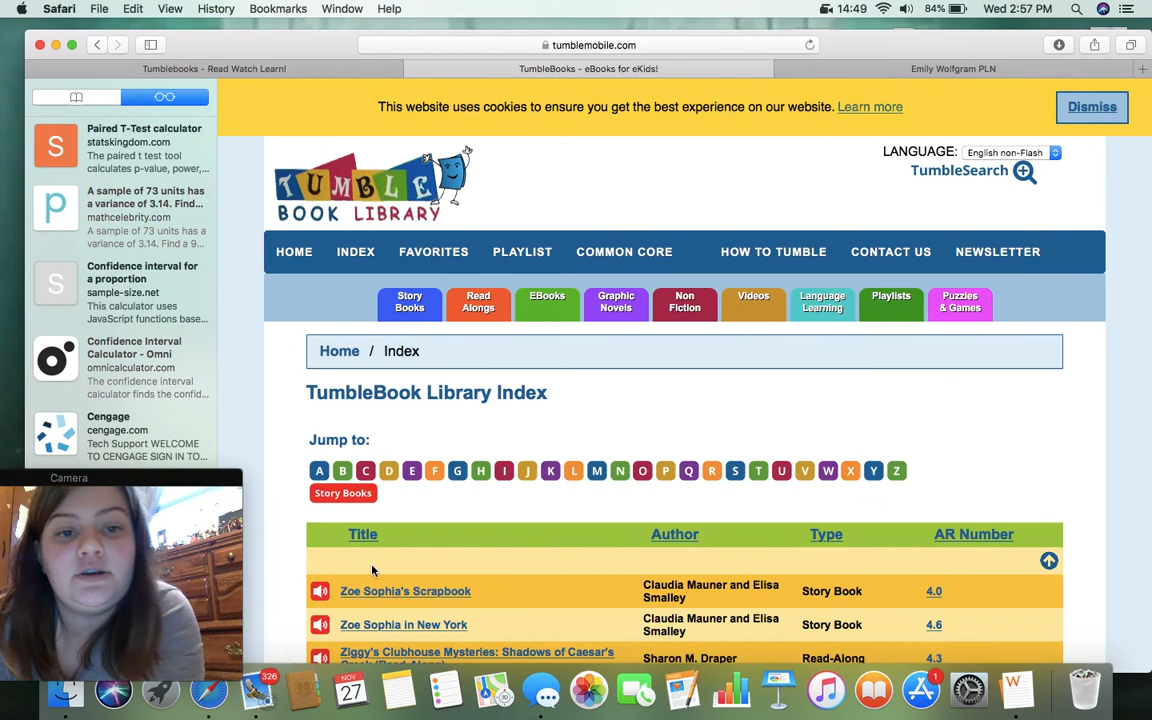 Safari File Edit View History Bookmarks Window Help 14:49 84% Wed 2:57 PM
tumblemobile.com
Tumblebooks - Read Watch Learn! TumbleBooks - eBooks for eKids! Emily Wolfgram PLN
This website uses cookies to ensure you get the best experience on our website. Learn more Dismiss
S
Paired T-Test calculator
statskingdom.com
The paired t test tool
calculates p-value, power,...
p
A sample of 73 units has
a variance of 3.14. Find...
mathcelebrity.com
A sample of 73 units has a
variance of 3.14. Find a 9...
S
Confidence interval for
a proportion
sample-size.net
This calculator uses
JavaScript functions base...
Confidence Interval
Calculator - Omni
omnicalculator.com
The confidence interval
calculator finds the confid...
Cengage
cengage.com
Tech Support WELCOME
TO CENGAGE SIGN IN TO...
Camera
TUMBLE
BOOK LIBRARY
LANGUAGE: English non-Flash
TumbleSearch
HOME INDEX FAVORITES PLAYLIST COMMON CORE HOW TO TUMBLE CONTACT US NEWSLETTER
Story Books Read Alongs EBooks Graphic Novels Non Fiction Videos Language Learning Playlists Puzzles & Games
Home / Index
TumbleBook Library Index
Jump to:
A B C D E F G H I J K L M N O P Q R S T U V W X Y Z
Story Books
Title Author Type AR Number
Zoe Sophia's Scrapbook Claudia Mauner and Elisa Smalley Story Book 4.0
Zoe Sophia in New York Claudia Mauner and Elisa Smalley Story Book 4.6
Ziggy's Clubhouse Mysteries: Shadows of Caesar's Creek (Read-Along) Sharon M. Draper Read-Along 4.3
326
NOV
27
1
W